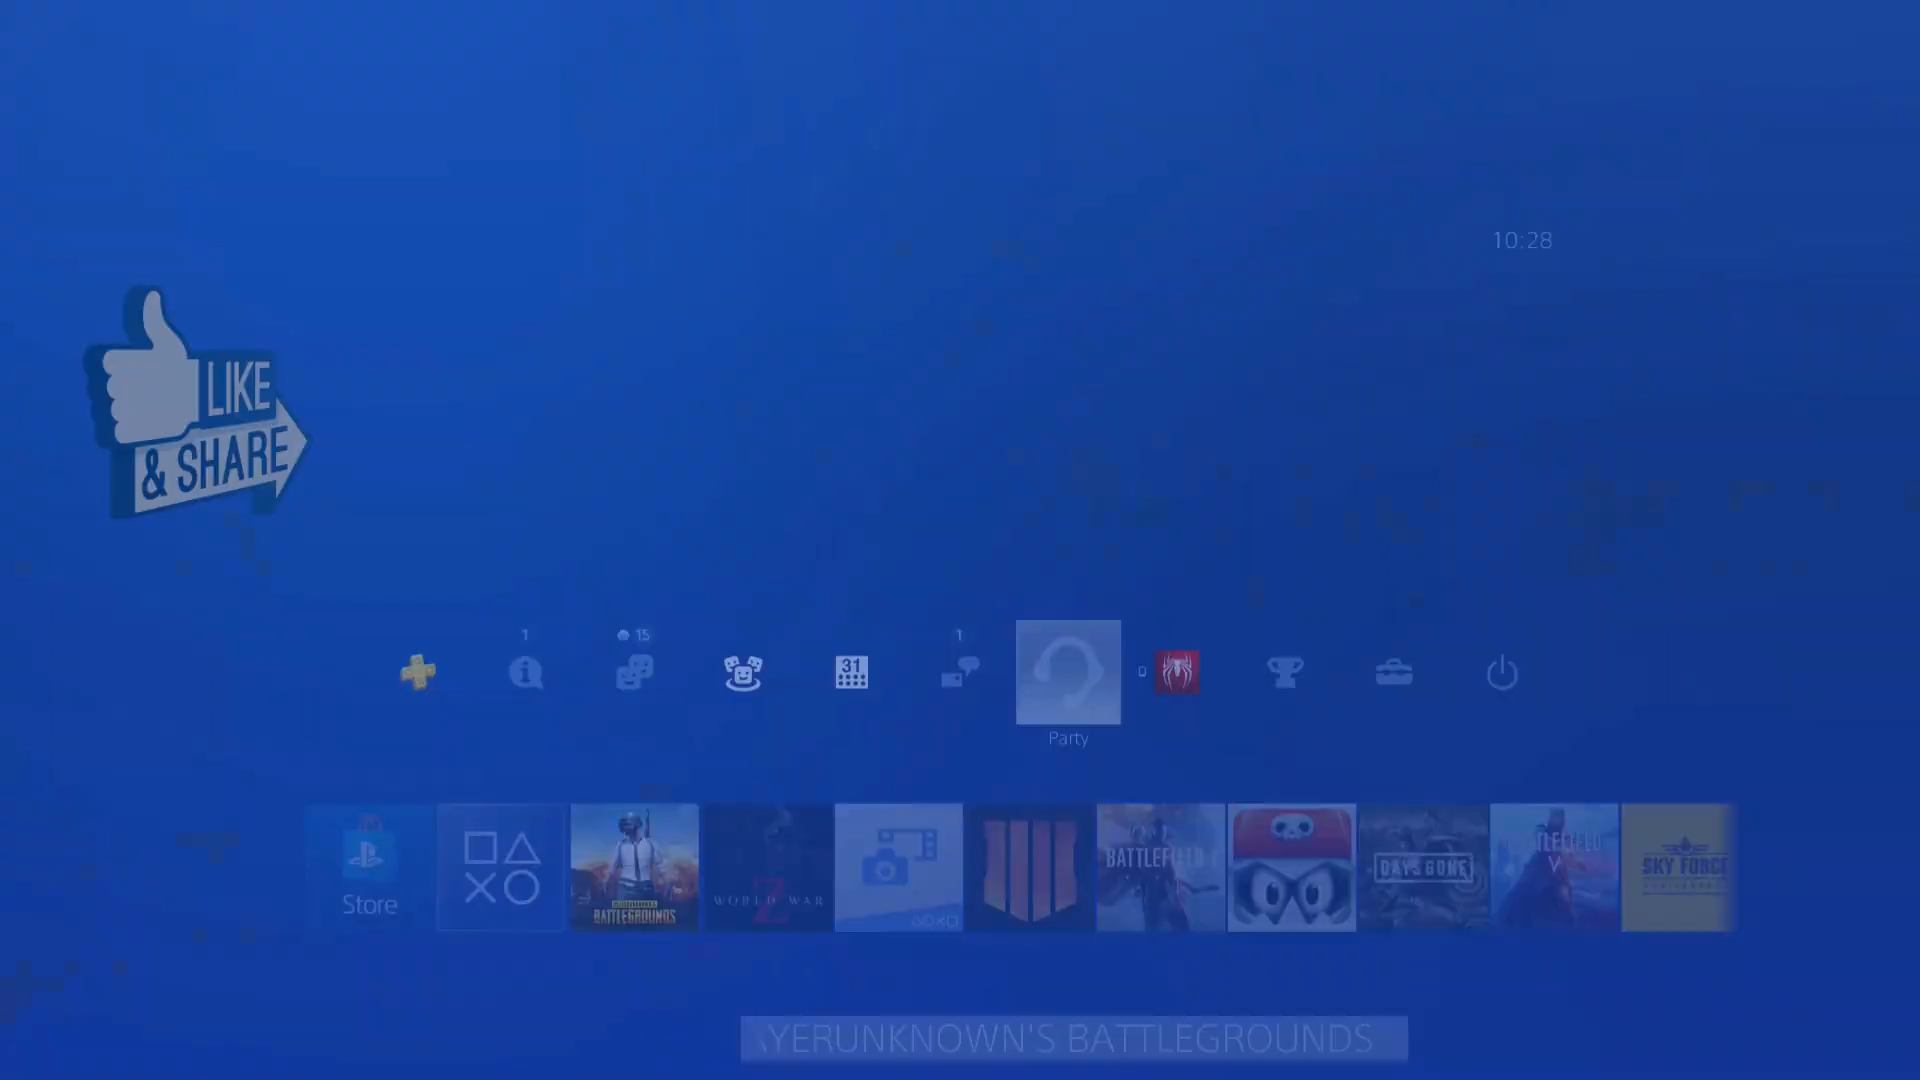 10:28
LIKE
& SHARE
1
15
1
31
Party
Store
BATTLEGROUNDS
WORLD WAR
Z
BATTLEFIELD
DAYS GONE
V
SKY FORCE
YERUNKNOWN'S BATTLEGROUNDS